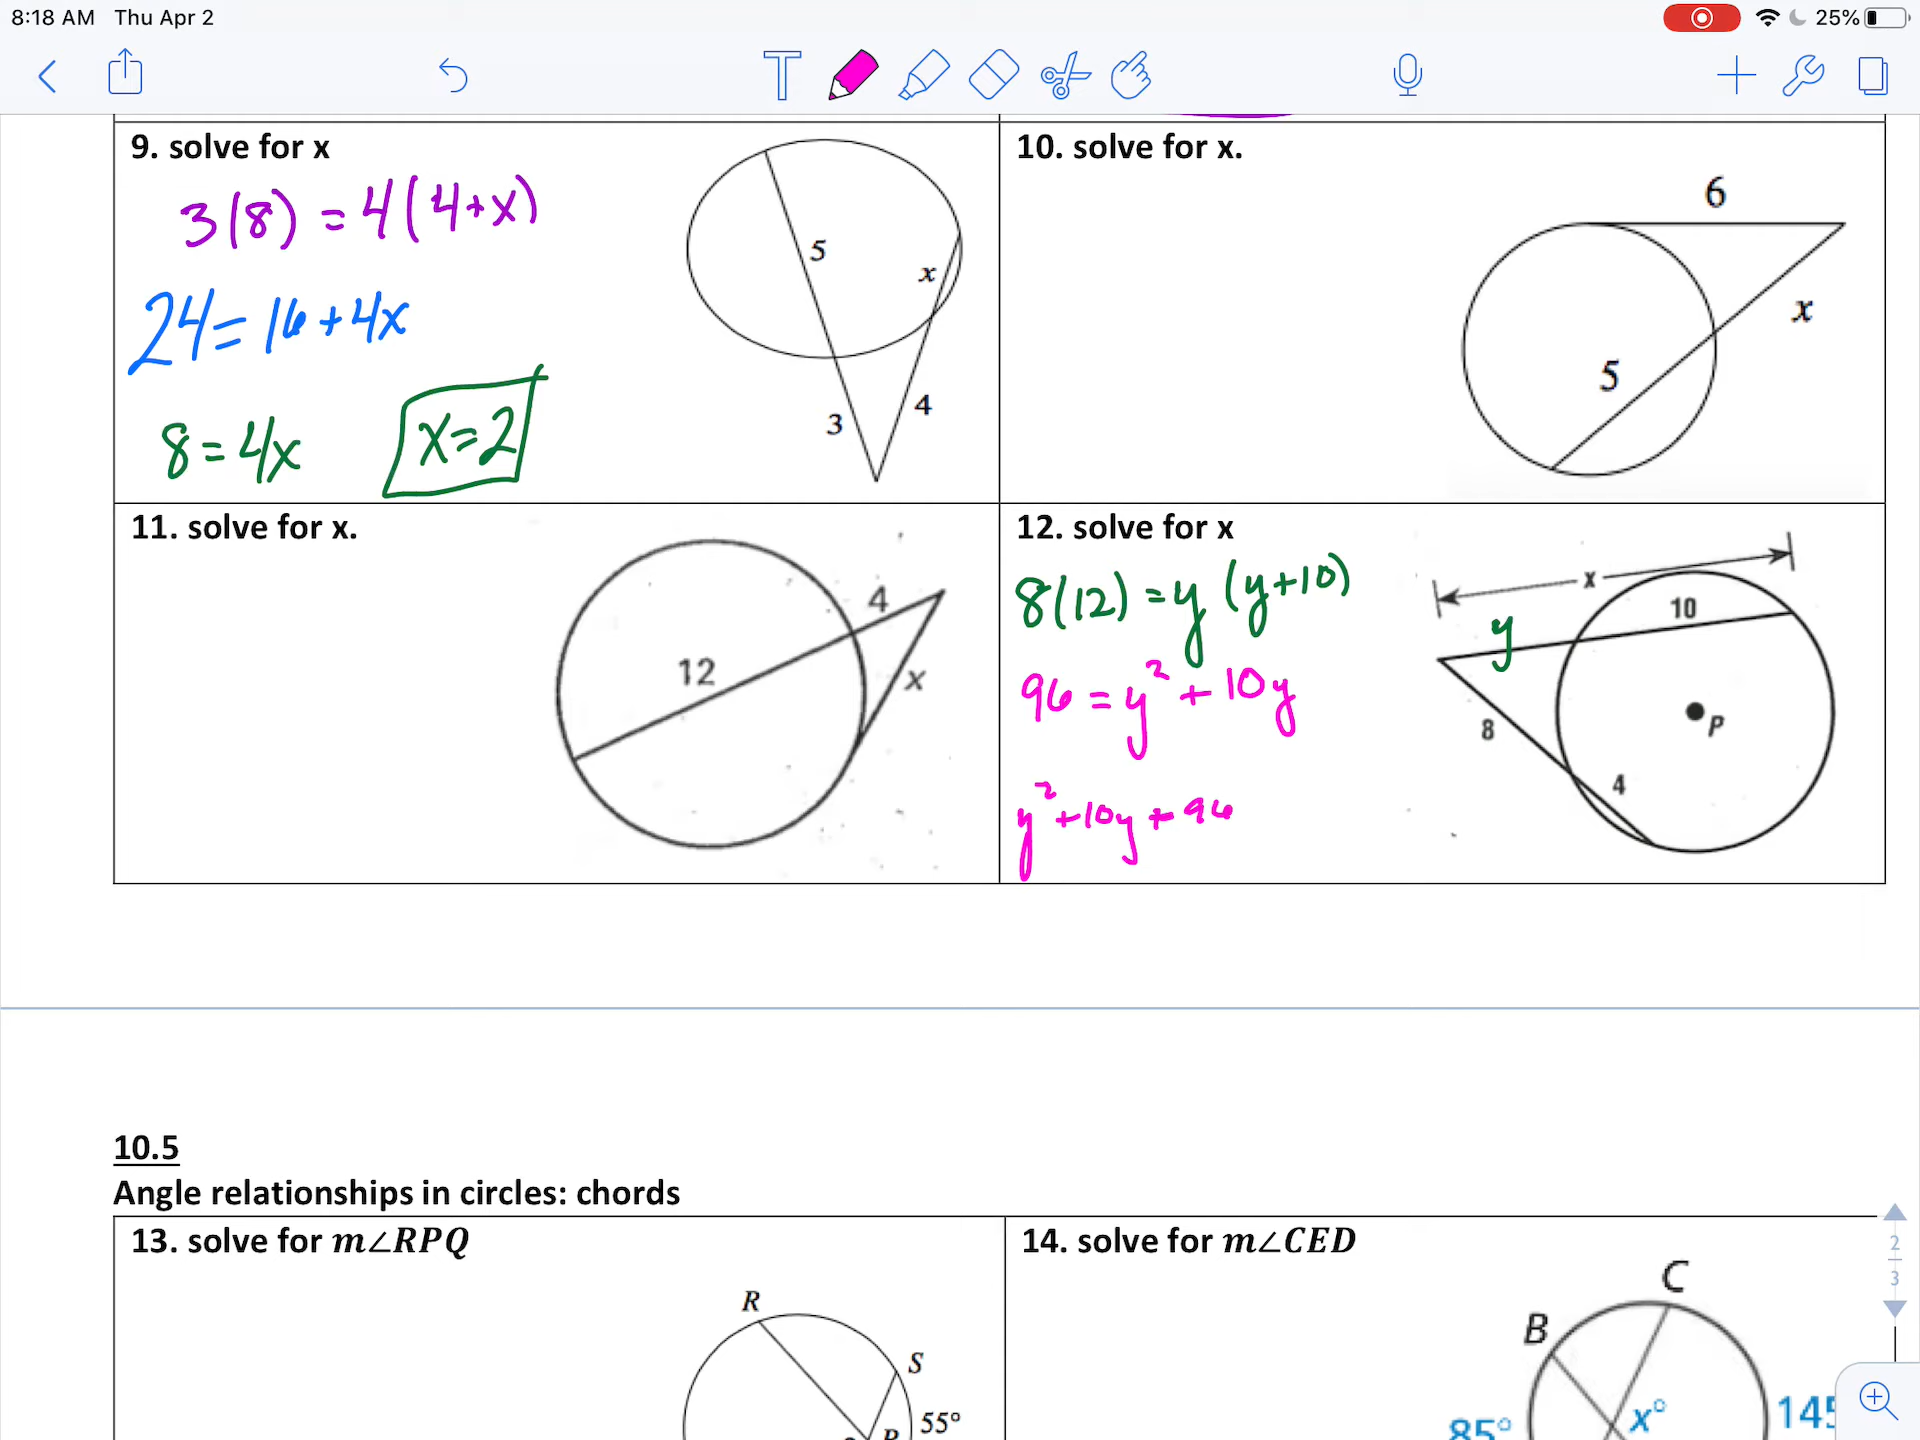 8:18 AM Thu Apr 2
25%
T
9. solve for x
3(8) = 4(4+x)
24 = 16 + 4x
8 = 4x
x = 2
5
x
3
4
10. solve for x.
6
x
5
11. solve for x.
4
12
x
12. solve for x
8(12) = y (y+10)
96 = y² + 10y
y² + 10y + 96
x
10
y
8
4
P
10.5
Angle relationships in circles: chords
13. solve for m∠RPQ
R
S
55°
P
14. solve for m∠CED
C
B
85°
x°
145
2
3